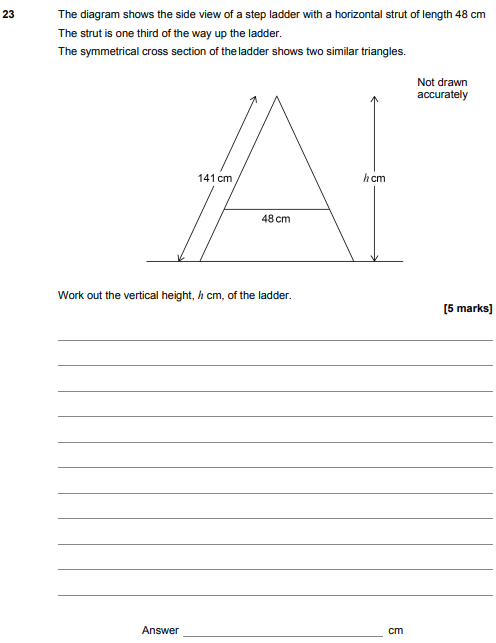 23 The diagram shows the side view of a step ladder with a horizontal strut of length 48 cm
The strut is one third of the way up the ladder.
The symmetrical cross section of the ladder shows two similar triangles.
Not drawn
accurately
141 cm
h cm
48 cm
Work out the vertical height, h cm, of the ladder.
[5 marks]
Answer cm